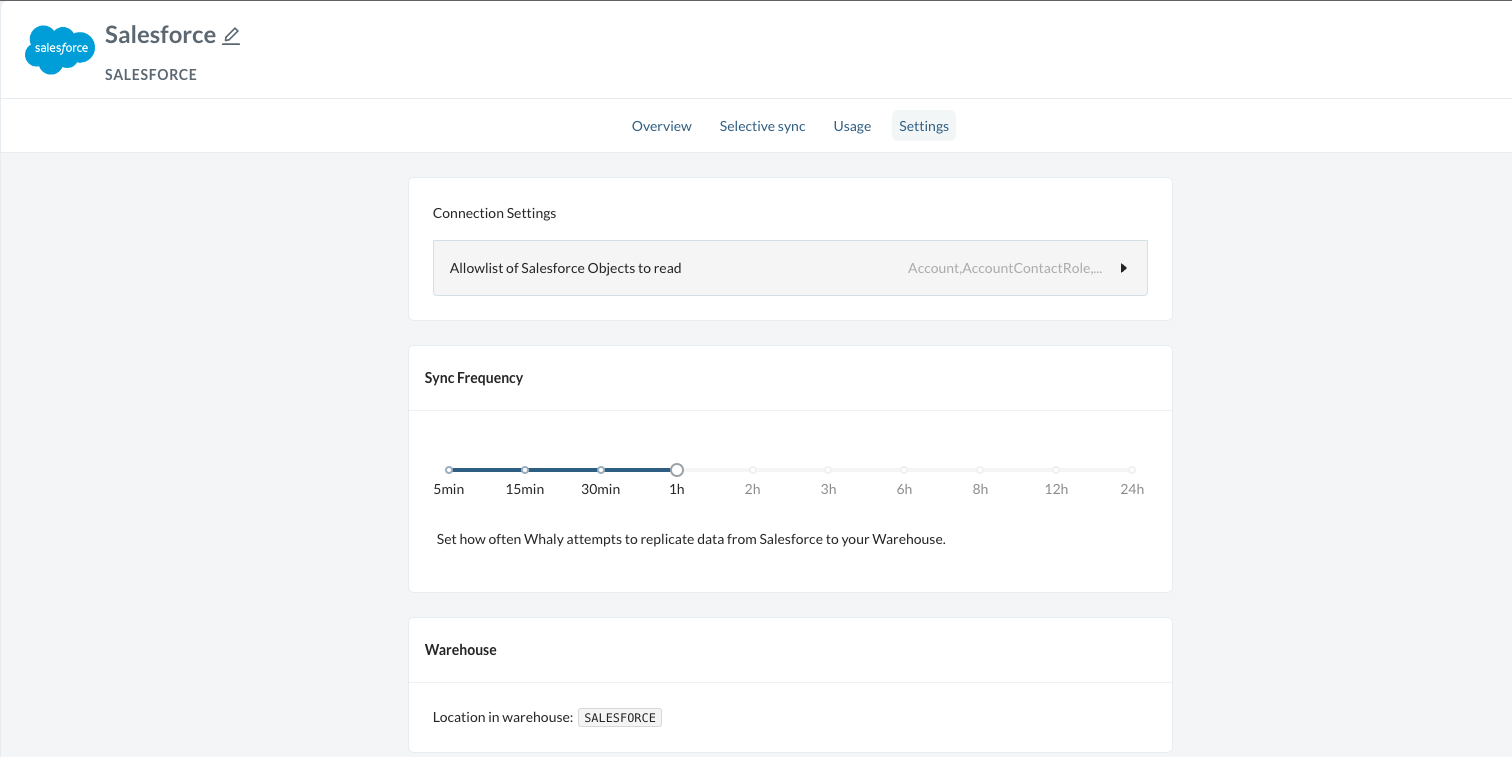 salesforce
Salesforce
SALESFORCE
Overview Selective sync Usage Settings
Connection Settings
Allowlist of Salesforce Objects to read Account,AccountContactRole,...
Sync Frequency
5min 15min 30min 1h 2h 3h 6h 8h 12h 24h
Set how often Whaly attempts to replicate data from Salesforce to your Warehouse.
Warehouse
Location in warehouse: SALESFORCE